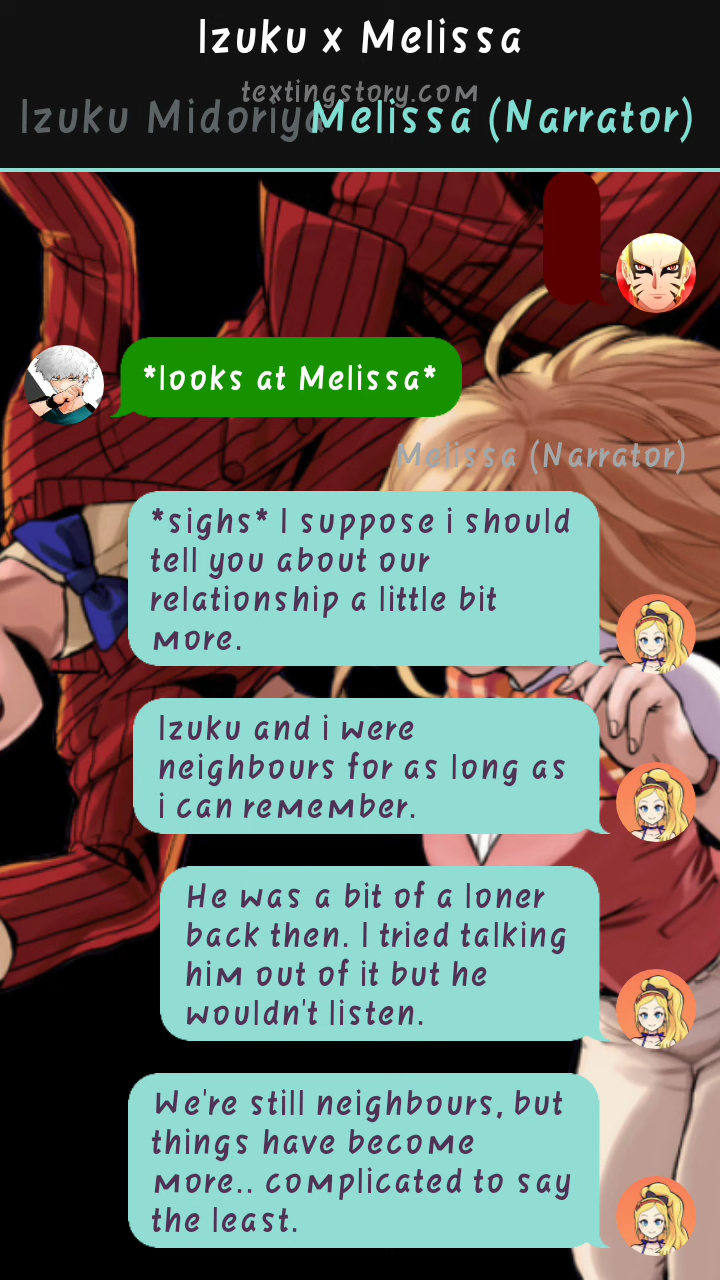 Izuku x Melissa
textingstory.com
Izuku Midoriya
Melissa (Narrator)
*looks at Melissa*
Melissa (Narrator)
*sighs* I suppose i should
tell you about our
relationship a little bit
more.
Izuku and i were
neighbours for as long as
i can remember.
He was a bit of a loner
back then. I tried talking
him out of it but he
wouldn't listen.
We're still neighbours, but
things have become
more.. complicated to say
the least.